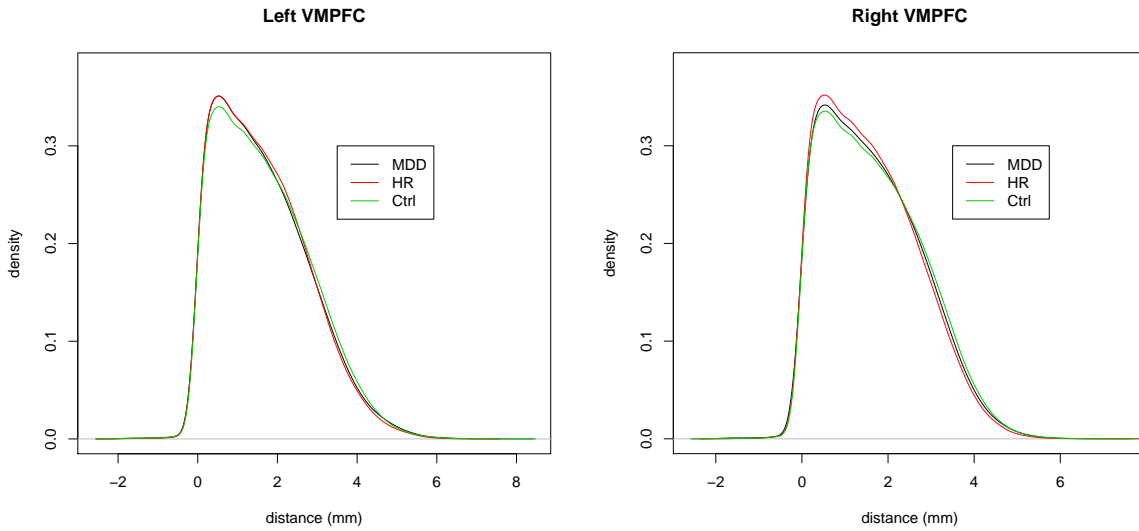 Left VMPFC
density
0.0
0.1
0.2
0.3
MDD
HR
Ctrl
−2
0
2
4
6
8
distance (mm)
Right VMPFC
density
0.0
0.1
0.2
0.3
MDD
HR
Ctrl
−2
0
2
4
6
8
distance (mm)